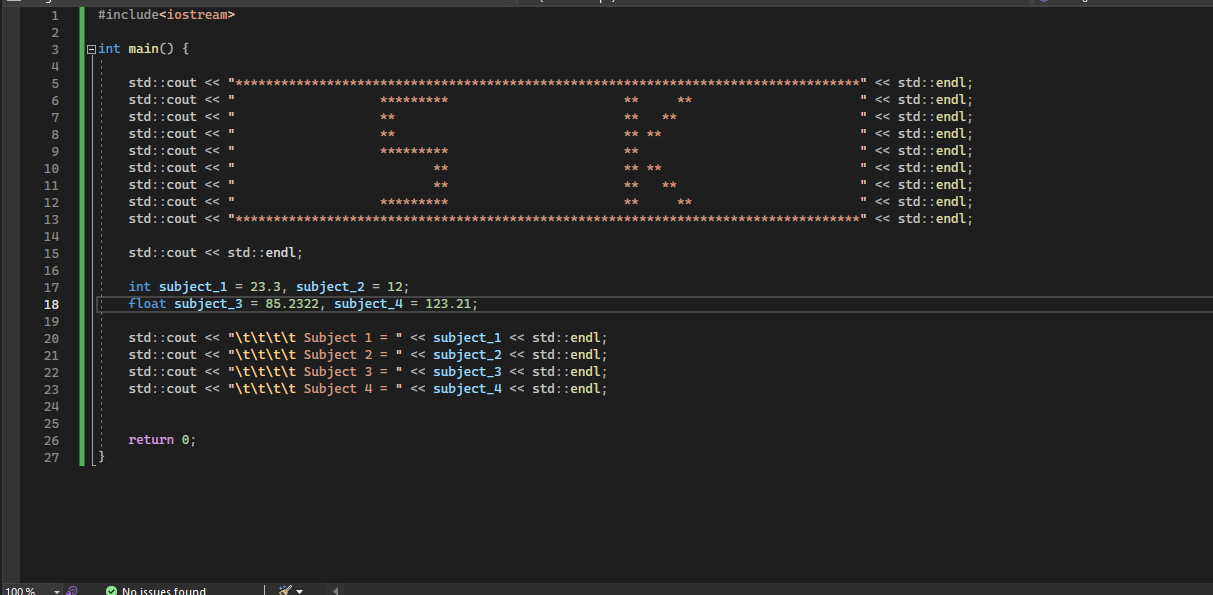 1 #include<iostream>
2
3 int main() {
4
5 std::cout << "**********************************************************************************" << std::endl;
6 std::cout << "                   *********                       **     **                      " << std::endl;
7 std::cout << "                   **                              **   **                        " << std::endl;
8 std::cout << "                   **                              ** **                          " << std::endl;
9 std::cout << "                   *********                       **                             " << std::endl;
10 std::cout << "                          **                       ** **                          " << std::endl;
11 std::cout << "                          **                       **   **                        " << std::endl;
12 std::cout << "                   *********                       **     **                      " << std::endl;
13 std::cout << "**********************************************************************************" << std::endl;
14
15 std::cout << std::endl;
16
17 int subject_1 = 23.3, subject_2 = 12;
18 float subject_3 = 85.2322, subject_4 = 123.21;
19
20 std::cout << "\t\t\t\t Subject 1 = " << subject_1 << std::endl;
21 std::cout << "\t\t\t\t Subject 2 = " << subject_2 << std::endl;
22 std::cout << "\t\t\t\t Subject 3 = " << subject_3 << std::endl;
23 std::cout << "\t\t\t\t Subject 4 = " << subject_4 << std::endl;
24
25
26 return 0;
27 }
100 % No issues found